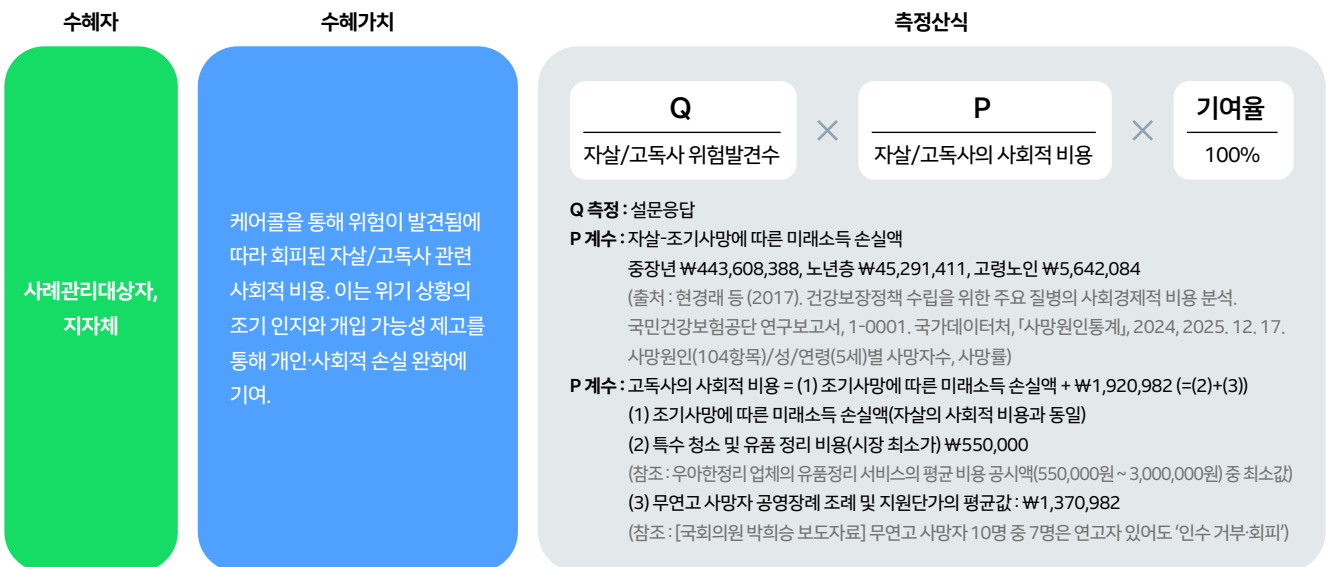 수혜자
수혜가치
측정산식
사례관리대상자,
지자체
케어콜을 통해 위험이 발견됨에
따라 회피된 자살/고독사 관련
사회적 비용. 이는 위기 상황의
조기 인지와 개입 가능성 제고를
통해 개인·사회적 손실 완화에
기여.
Q × P × 기여율
자살/고독사 위험발견수 자살/고독사의 사회적 비용 100%
Q 측정 : 설문응답
P 계수 : 자살-조기사망에 따른 미래소득 손실액
중장년 ₩443,608,388, 노년층 ₩45,291,411, 고령노인 ₩5,642,084
(출처 : 현경래 등 (2017). 건강보장정책 수립을 위한 주요 질병의 사회경제적 비용 분석.
국민건강보험공단 연구보고서, 1-0001. 국가데이터처, 「사망원인통계」, 2024, 2025. 12. 17.
사망원인(104항목)/성/연령(5세)별 사망자수, 사망률)
P 계수 : 고독사의 사회적 비용 = (1) 조기사망에 따른 미래소득 손실액 + ₩1,920,982 (=(2)+(3))
(1) 조기사망에 따른 미래소득 손실액(자살의 사회적 비용과 동일)
(2) 특수 청소 및 유품 정리 비용(시장 최소가) ₩550,000
(참조 : 우아한정리 업체의 유품정리 서비스의 평균 비용 공시액(550,000원 ~ 3,000,000원) 중 최소값)
(3) 무연고 사망자 공영장례 조례 및 지원단가의 평균값 : ₩1,370,982
(참조 : [국회의원 박희승 보도자료] 무연고 사망자 10명 중 7명은 연고자 있어도 ‘인수 거부·회피’)